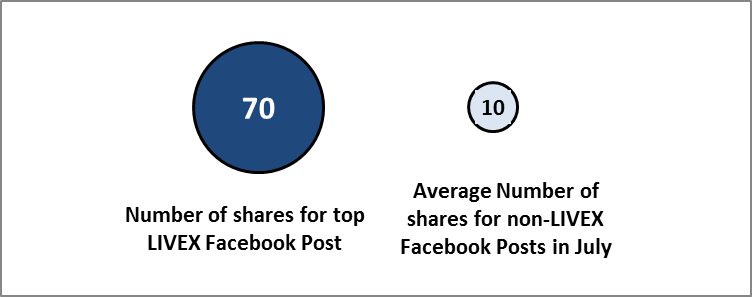 70
Number of shares for top
LIVEX Facebook Post
10
Average Number of
shares for non-LIVEX
Facebook Posts in July